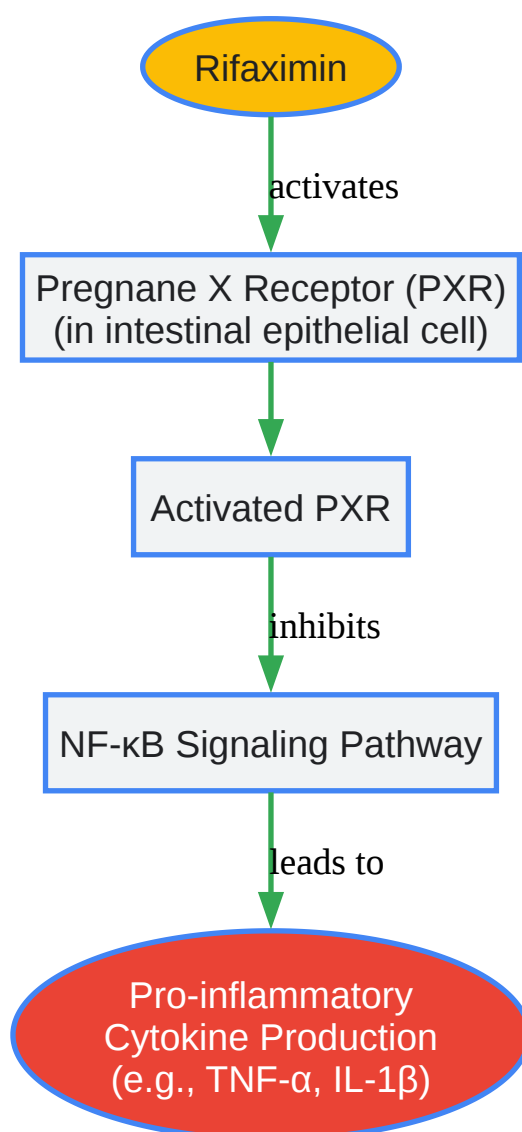 Rifaximin
activates
Pregnane X Receptor (PXR)
(in intestinal epithelial cell)
Activated PXR
inhibits
NF-κB Signaling Pathway
leads to
Pro-inflammatory
Cytokine Production
(e.g., TNF-α, IL-1β)